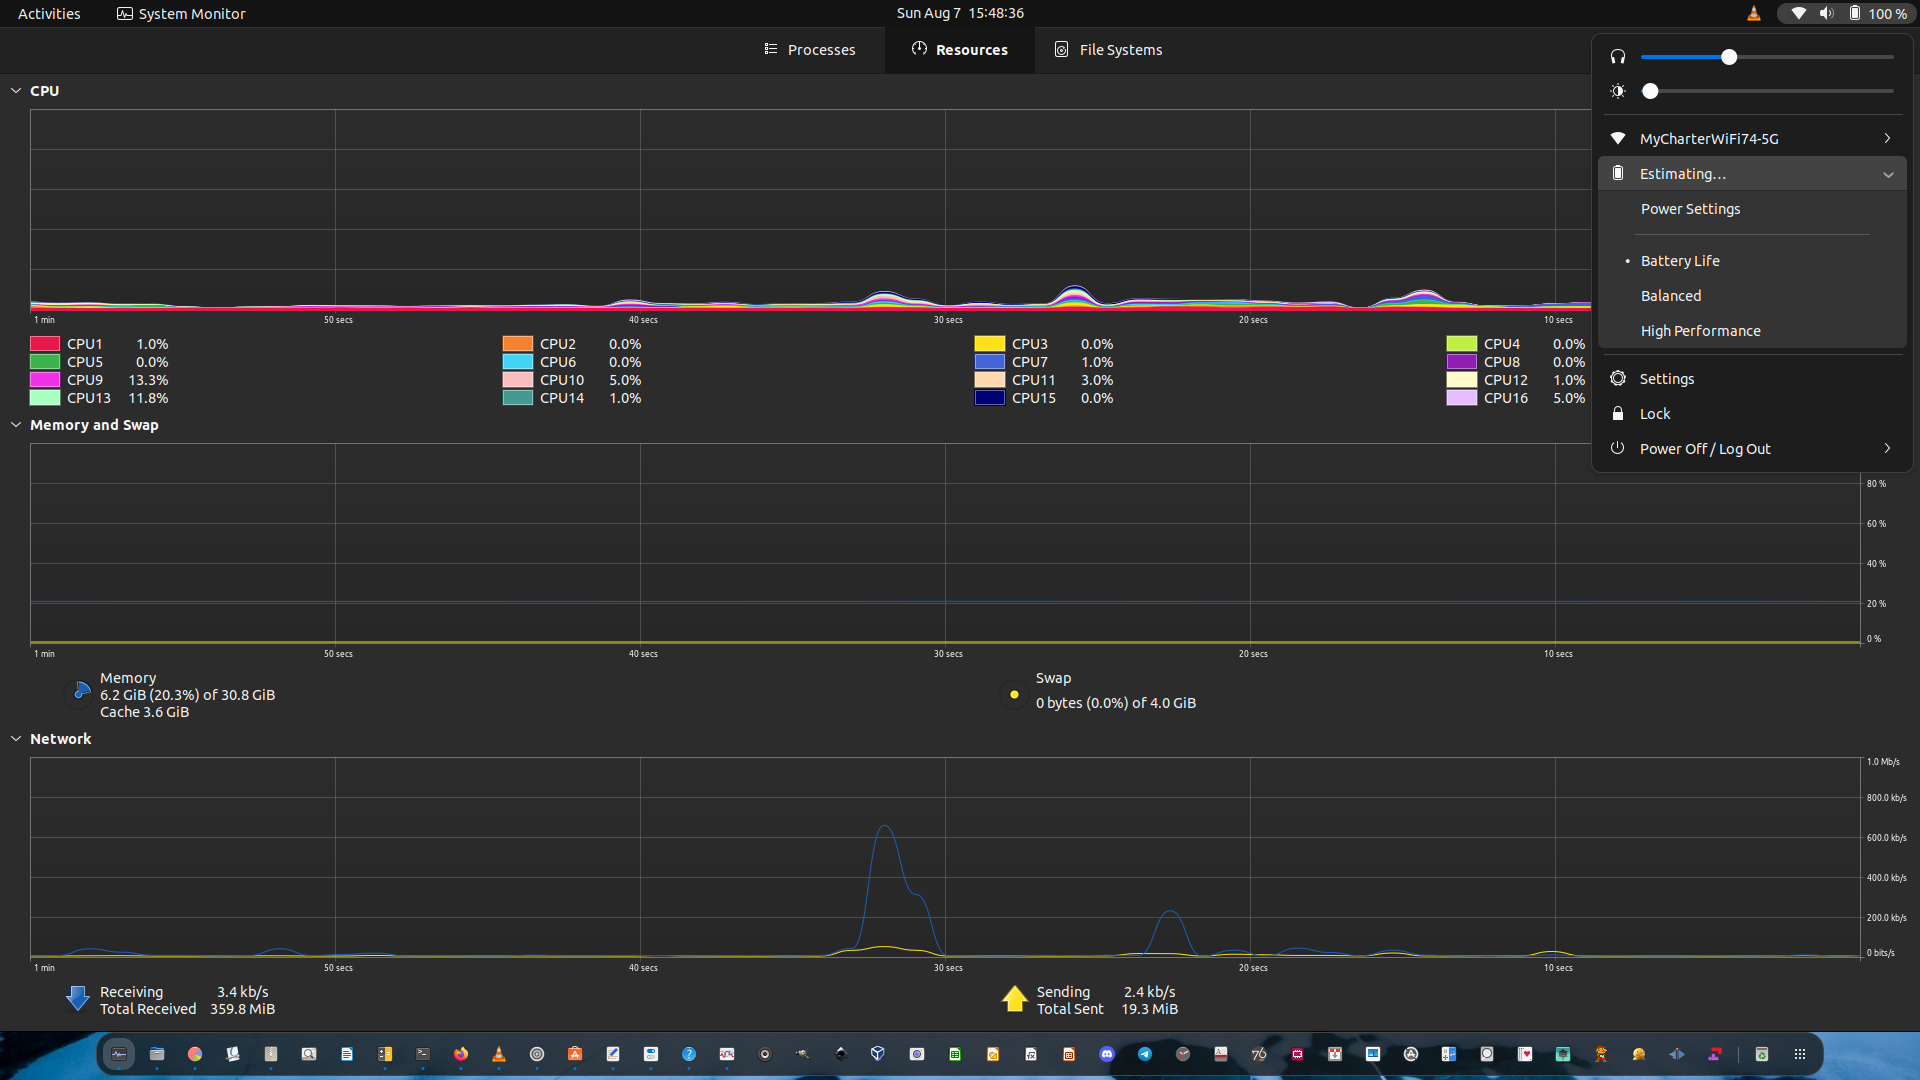 Activities
System Monitor
Sun Aug 7 15:48:36
100 %
Processes
Resources
File Systems
CPU
1 min 50 secs 40 secs 30 secs 20 secs 10 secs
CPU1 1.0% CPU2 0.0% CPU3 0.0% CPU4 0.0%
CPU5 0.0% CPU6 0.0% CPU7 1.0% CPU8 0.0%
CPU9 13.3% CPU10 5.0% CPU11 3.0% CPU12 1.0%
CPU13 11.8% CPU14 1.0% CPU15 0.0% CPU16 5.0%
MyCharterWiFi74-5G
Estimating…
Power Settings
• Battery Life
Balanced
High Performance
Settings
Lock
Power Off / Log Out
Memory and Swap
80 %
60 %
40 %
20 %
0 %
1 min 50 secs 40 secs 30 secs 20 secs 10 secs
Memory
6.2 GiB (20.3%) of 30.8 GiB
Cache 3.6 GiB
Swap
0 bytes (0.0%) of 4.0 GiB
Network
1.0 Mb/s
800.0 kb/s
600.0 kb/s
400.0 kb/s
200.0 kb/s
0 bits/s
1 min 50 secs 40 secs 30 secs 20 secs 10 secs
Receiving 3.4 kb/s
Total Received 359.8 MiB
Sending 2.4 kb/s
Total Sent 19.3 MiB
76